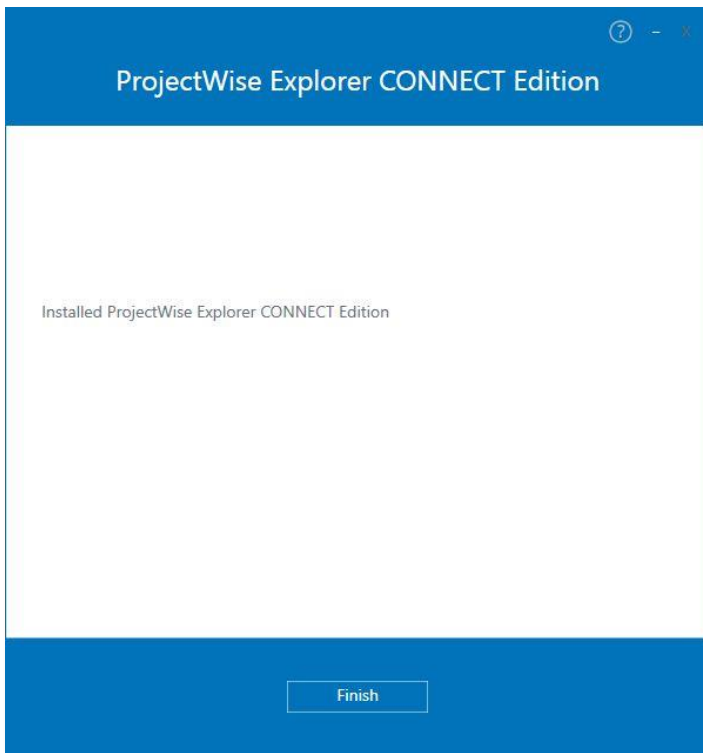 ? – X
ProjectWise Explorer CONNECT Edition
Installed ProjectWise Explorer CONNECT Edition
Finish